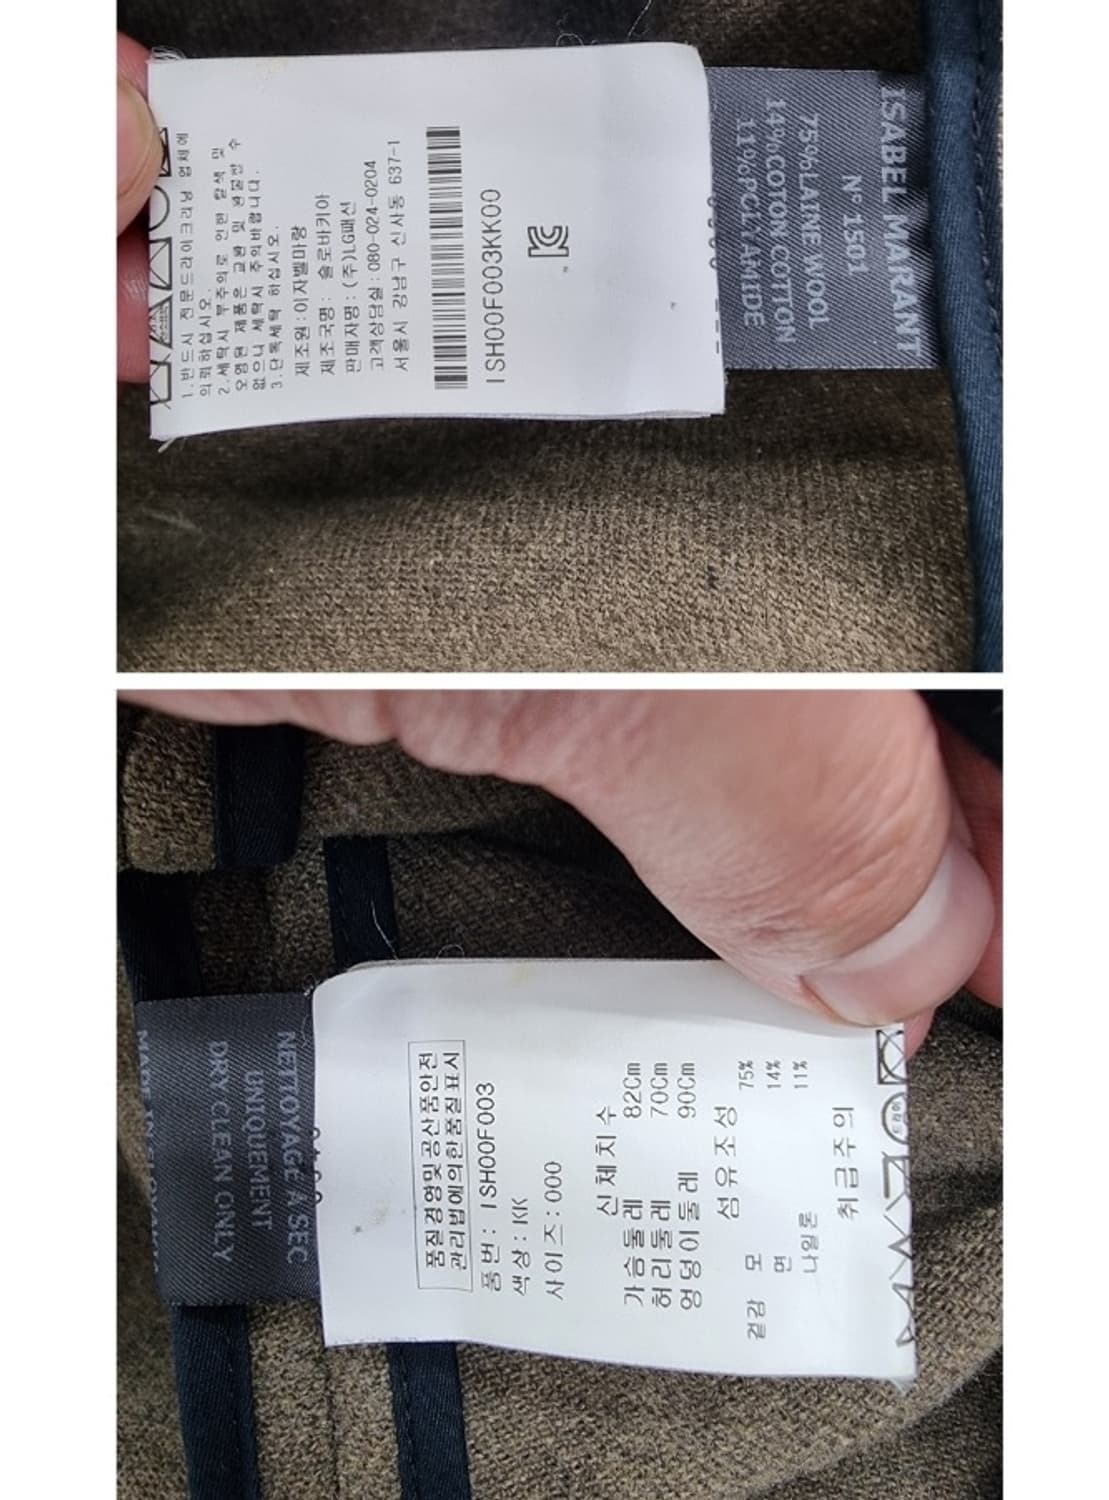 ISABEL MARANT
N° 1501
75%LAINE WOOL
14%COTON COTTON
11%POLYAMIDE
1.반드시 전문드라이크리닝 업체에
의뢰하십시오.
2.세탁시 부주의로 인한 탈색 및
오염된 제품은 교환 및 환불받 수
없으니 세탁시 주의바랍니다.
3.단독세탁 하십시오.
제조원:이자벨마랑
제조국명: 슬로바키아
판매자명:(주)LG패션
고객상담실:080-024-0204
서울시 강남구 신사동 637-1
ISH00F003KK00
NETTOYAGE A SEC
UNIQUEMENT
DRY CLEAN ONLY
MADE IN
품질경영및공산품안전
관리법에의한품질표시
품번: ISH00F003
색상:KK
사이즈:000
신체치수
가슴둘레 82Cm
허리둘레 70Cm
엉덩이둘레 90Cm
섬유조성
겉감 모 75%
면 14%
나일론 11%
취급주의
드라이